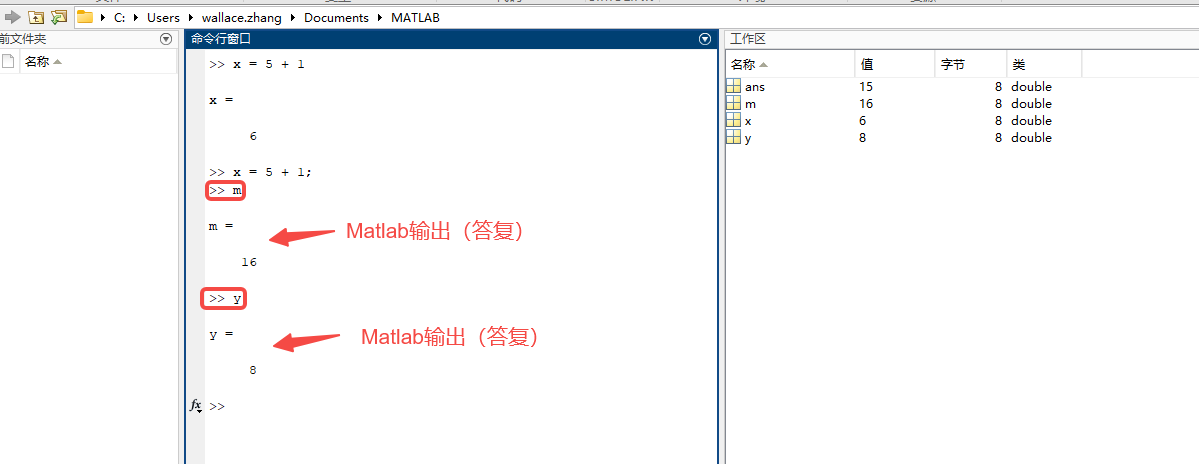 C: Users wallace.zhang Documents MATLAB
前文件夹
名称
命令行窗口
>> x = 5 + 1
x =
6
>> x = 5 + 1;
>> m
m =
Matlab输出（答复）
16
>> y
y =
Matlab输出（答复）
8
fx >>
工作区
名称 值 字节 类
ans 15 8 double
m 16 8 double
x 6 8 double
y 8 8 double